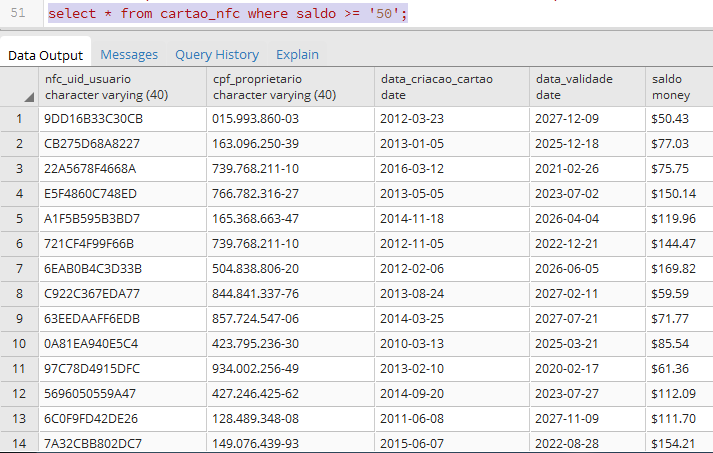 51 select * from cartao_nfc where saldo >= '50';
Data Output Messages Query History Explain
nfc_uid_usuario cpf_proprietario data_criacao_cartao data_validade saldo
character varying (40) character varying (40) date date money
1 9DD16B33C30CB 015.993.860-03 2012-03-23 2027-12-09 $50.43
2 CB275D68A8227 163.096.250-39 2013-01-05 2025-12-18 $77.03
3 22A5678F4668A 739.768.211-10 2016-03-12 2021-02-26 $75.75
4 E5F4860C748ED 766.782.316-27 2013-05-05 2023-07-02 $150.14
5 A1F5B595B3BD7 165.368.663-47 2014-11-18 2026-04-04 $119.96
6 721CF4F99F66B 739.768.211-10 2012-11-05 2022-12-21 $144.47
7 6EAB0B4C3D33B 504.838.806-20 2012-02-06 2026-06-05 $169.82
8 C922C367EDA77 844.841.337-76 2013-08-24 2027-02-11 $59.59
9 63EEDAAFF6EDB 857.724.547-06 2014-03-25 2027-07-21 $71.77
10 0A81EA940E5C4 423.795.236-30 2010-03-13 2025-03-21 $85.54
11 97C78D4915DFC 934.002.256-49 2013-02-10 2020-02-17 $61.36
12 5696050559A47 427.246.425-62 2014-09-20 2023-07-27 $112.09
13 6C0F9FD42DE26 128.489.348-08 2011-06-08 2027-11-09 $111.70
14 7A32CBB802DC7 149.076.439-93 2015-06-07 2022-08-28 $154.21